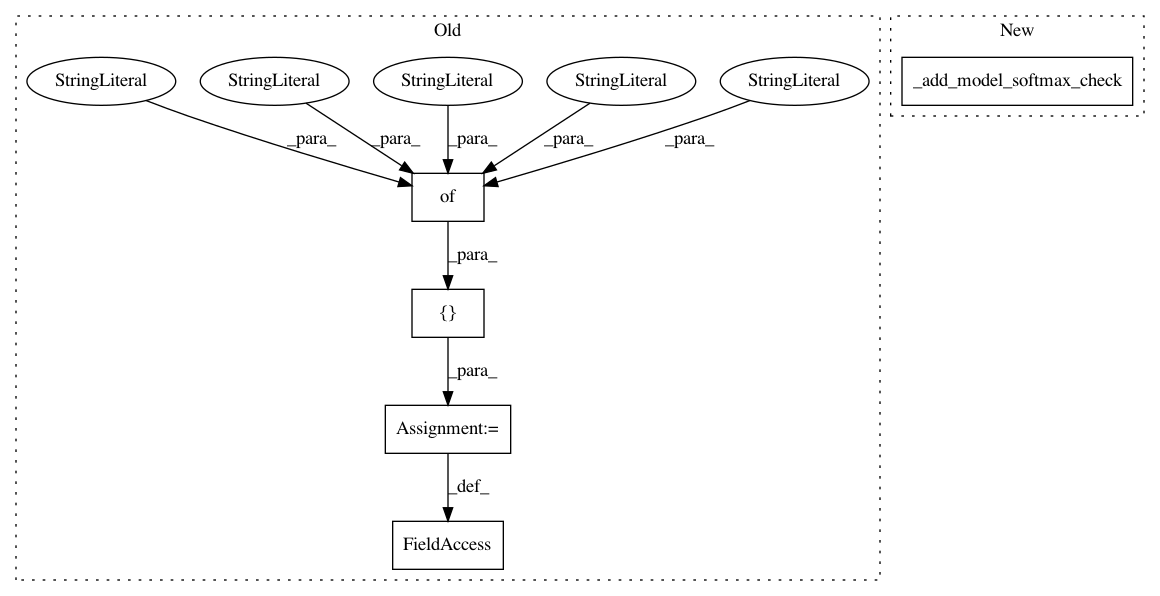 Old
New
StringLiteral
StringLiteral
StringLiteral
StringLiteral
StringLiteral
_add_model_softmax_check
_para_
_para_
_para_
_para_
_para_
of
_para_
{}
_para_
Assignment:=
_def_
FieldAccess